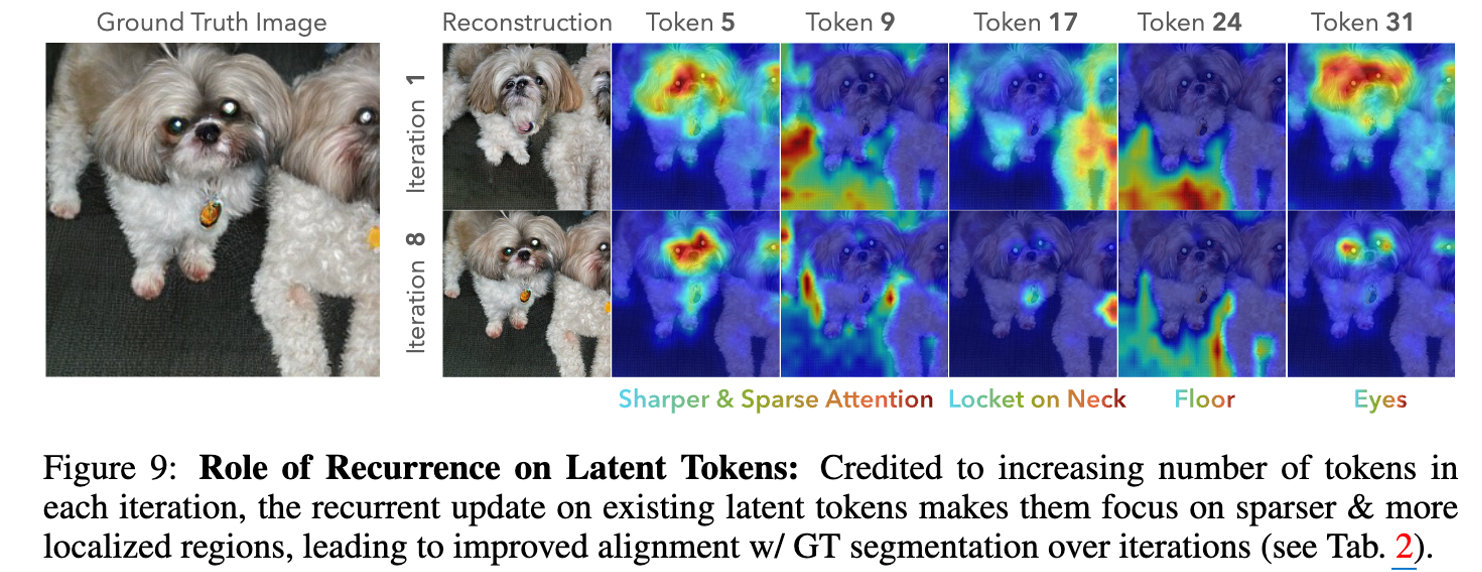 Ground Truth Image
Reconstruction
Token 5
Token 9
Token 17
Token 24
Token 31
Iteration 1
Iteration 8
Sharper & Sparse Attention
Locket on Neck
Floor
Eyes
Figure 9: Role of Recurrence on Latent Tokens: Credited to increasing number of tokens in
each iteration, the recurrent update on existing latent tokens makes them focus on sparser & more
localized regions, leading to improved alignment w/ GT segmentation over iterations (see Tab. 2).